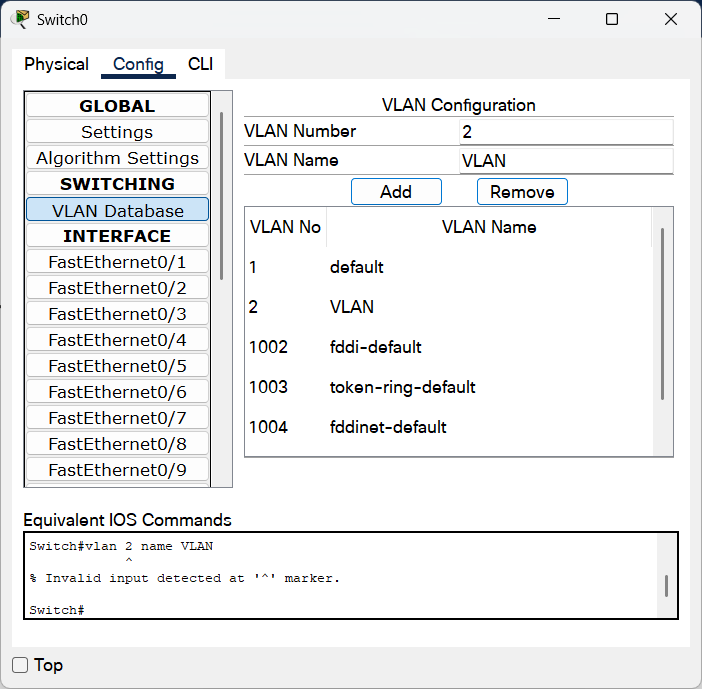 Switch0
Physical Config CLI
GLOBAL
Settings
Algorithm Settings
SWITCHING
VLAN Database
INTERFACE
FastEthernet0/1
FastEthernet0/2
FastEthernet0/3
FastEthernet0/4
FastEthernet0/5
FastEthernet0/6
FastEthernet0/7
FastEthernet0/8
FastEthernet0/9
VLAN Configuration
VLAN Number 2
VLAN Name VLAN
Add Remove
VLAN No VLAN Name
1 default
2 VLAN
1002 fddi-default
1003 token-ring-default
1004 fddinet-default
Equivalent IOS Commands
Switch#vlan 2 name VLAN
^
% Invalid input detected at '^' marker.
Switch#
Top